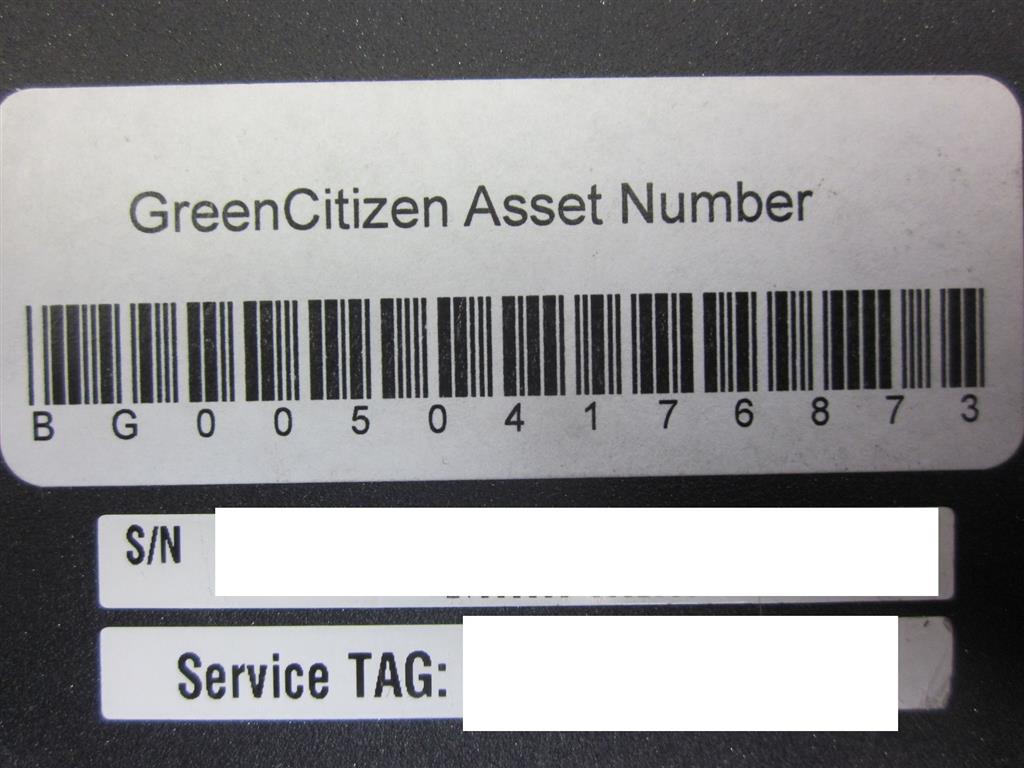 GreenCitizen Asset Number
BG00504176873
S/N
Service TAG: